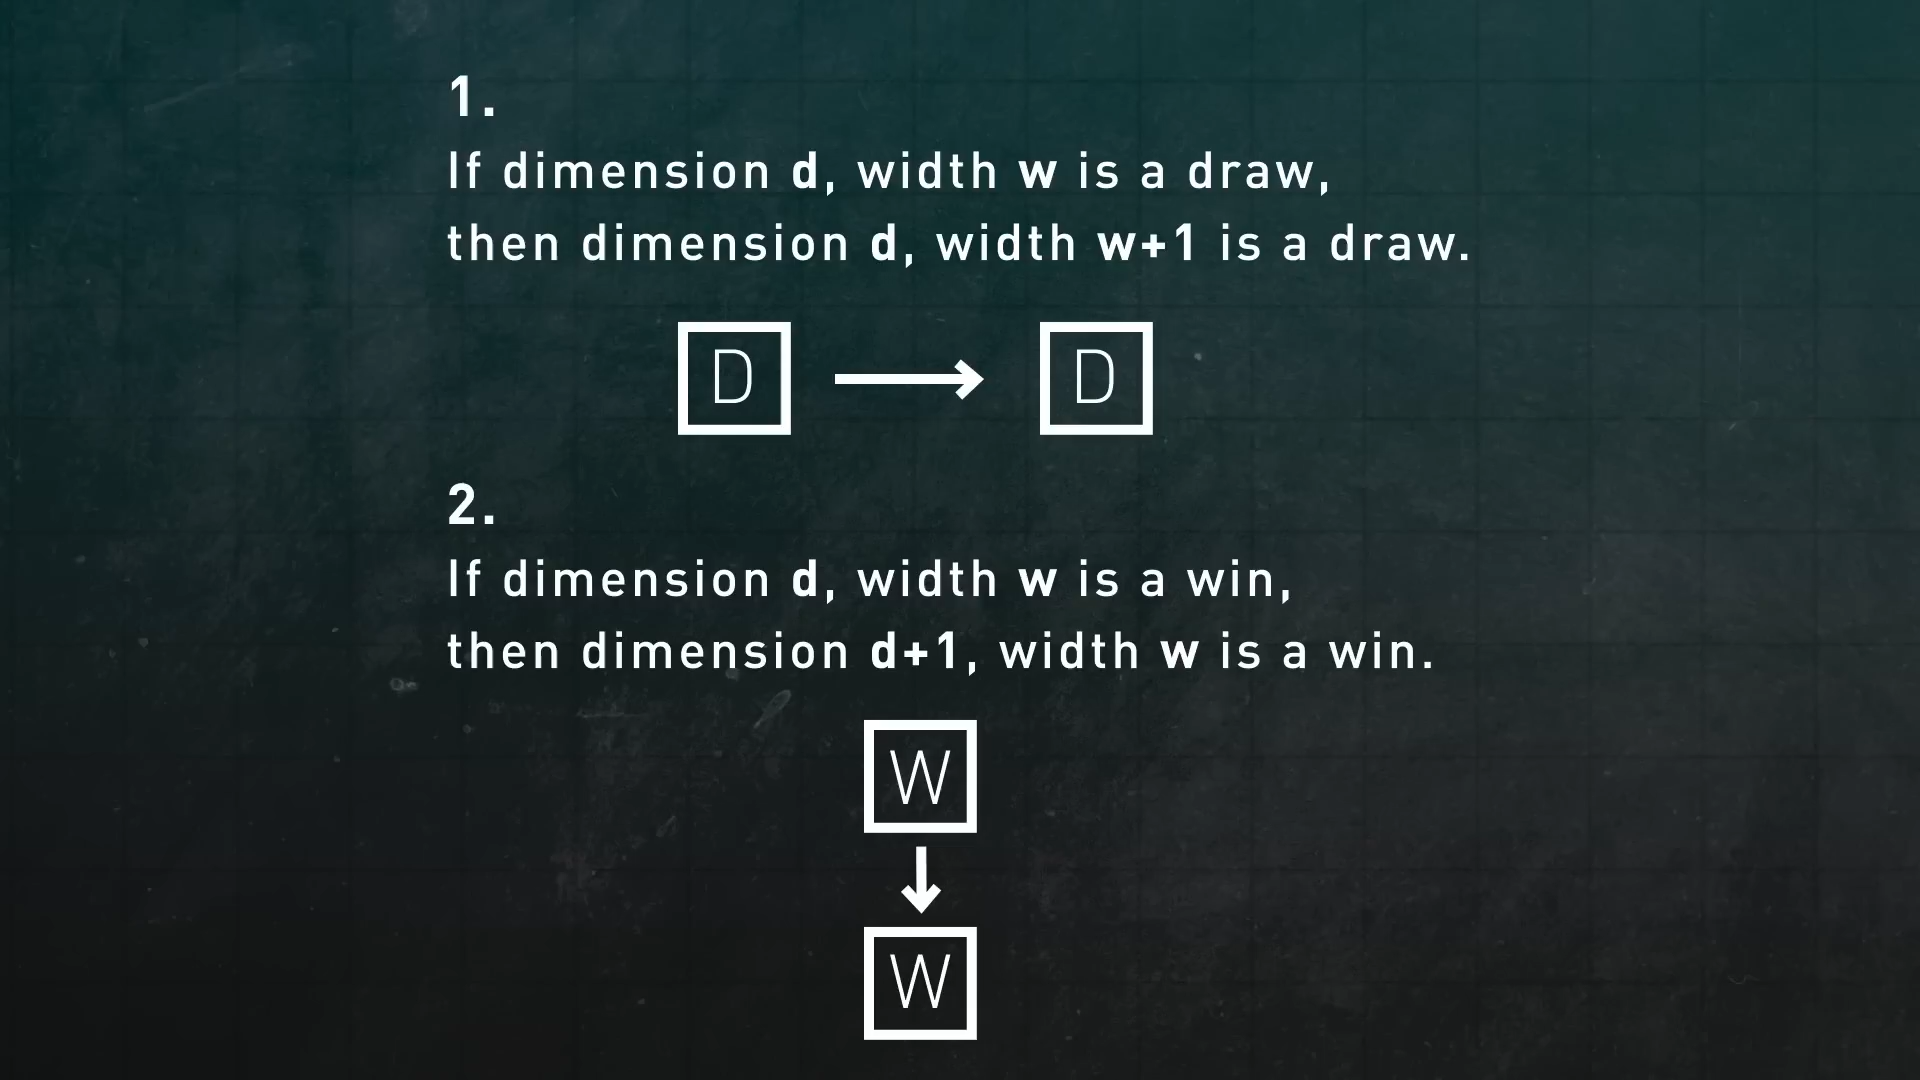 1.
If dimension d, width w is a draw,
then dimension d, width w+1 is a draw.
D D
2.
If dimension d, width w is a win,
then dimension d+1, width w is a win.
W
W